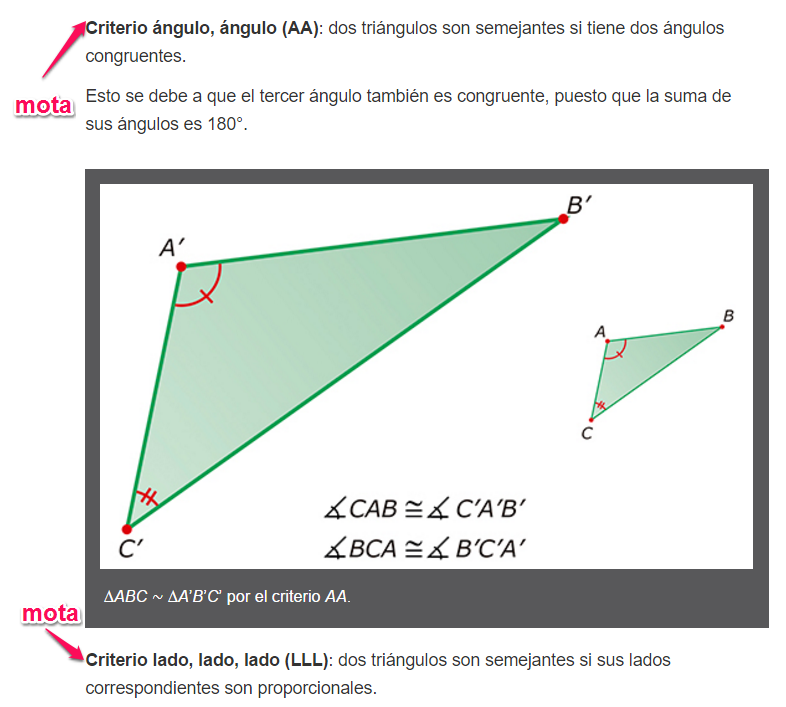 Criterio ángulo, ángulo (AA): dos triángulos son semejantes si tiene dos ángulos
congruentes.
mota
Esto se debe a que el tercer ángulo también es congruente, puesto que la suma de
sus ángulos es 180°.
B′
A′
B
A
C
∡CAB ≅ ∡ C′A′B′
C′
∡BCA ≅ ∡ B′C′A′
∆ABC ~ ∆A'B'C' por el criterio AA.
mota
Criterio lado, lado, lado (LLL): dos triángulos son semejantes si sus lados
correspondientes son proporcionales.